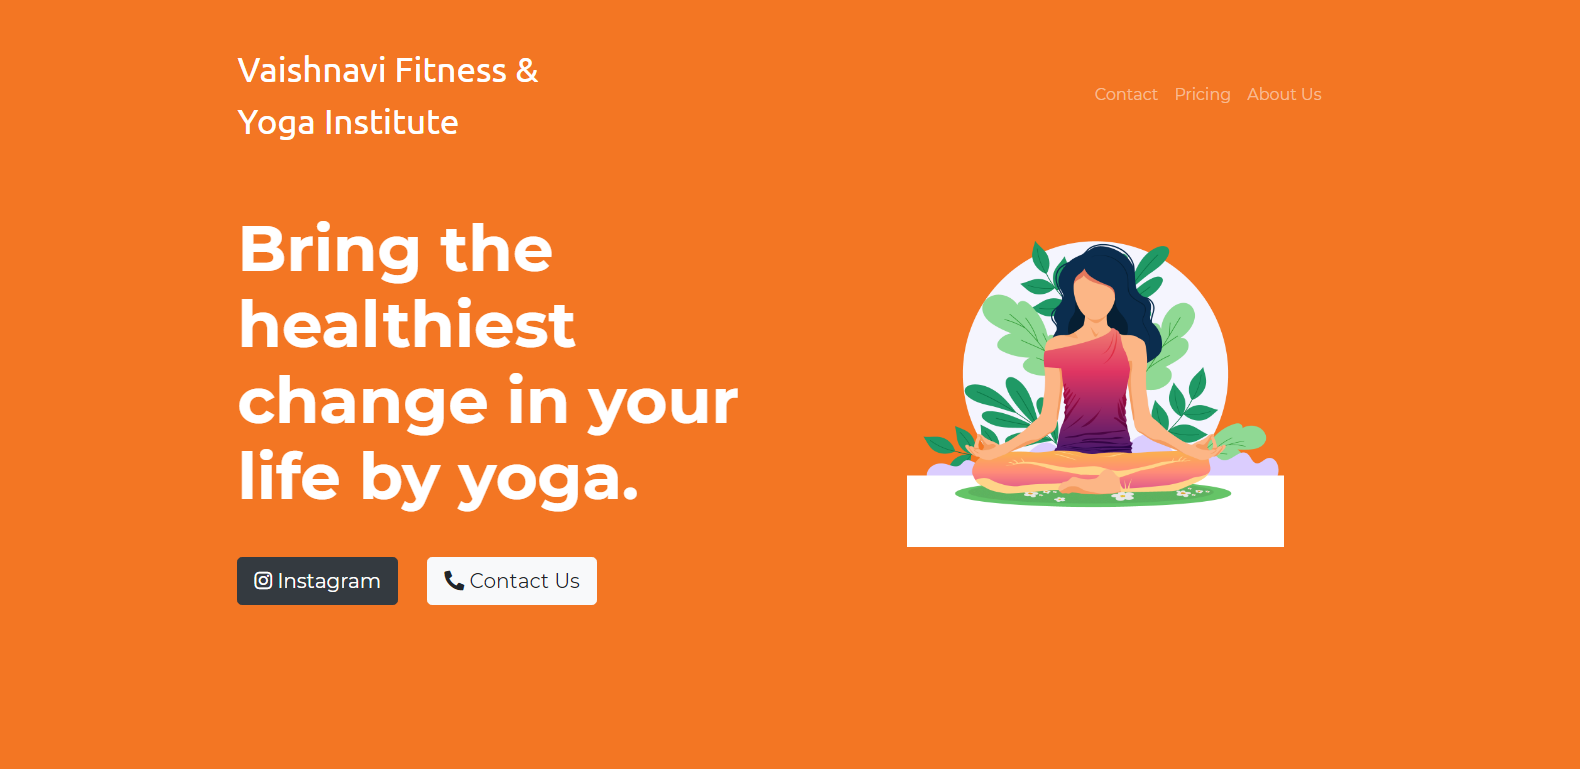 Vaishnavi Fitness &
Yoga Institute
Contact Pricing About Us
Bring the
healthiest
change in your
life by yoga.
Instagram
Contact Us